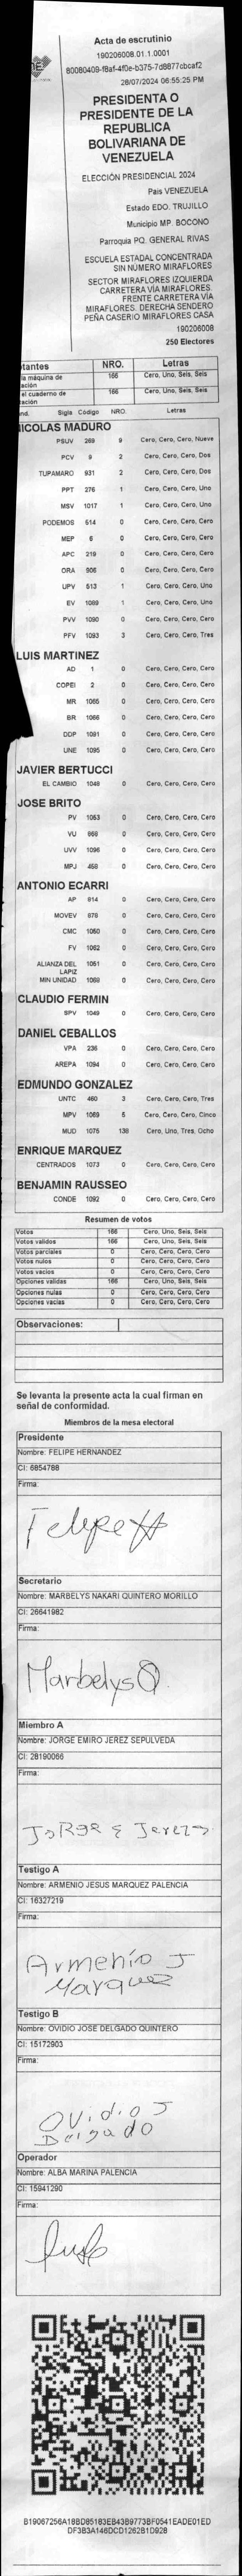 Acta de escrutinio
190206008.01.1.0001
80080409-f8af-4f0e-b375-7d8877cbcaf2
28/07/2024 06:55:25 PM
PRESIDENTA O
PRESIDENTE DE LA
REPUBLICA
BOLIVARIANA DE
VENEZUELA
ELECCIÓN PRESIDENCIAL 2024
Pais VENEZUELA
Estado EDO. TRUJILLO
Municipio MP. BOCONO
Parroquia PQ. GENERAL RIVAS
ESCUELA ESTADAL CONCENTRADA
SIN NÚMERO MIRAFLORES
SECTOR MIRAFLORES IZQUIERDA
CARRETERA VÍA MIRAFLORES.
FRENTE CARRETERA VÍA
MIRAFLORES. DERECHA SENDERO
PEÑA CASERIO MIRAFLORES CASA
190206008
250 Electores
tantes NRO. Letras
la máquina de 166 Cero, Uno, Seis, Seis
ación
el cuaderno de 166 Cero, Uno, Seis, Seis
ación
nd. Sigla Código NRO. Letras
NICOLAS MADURO
PSUV 269 9 Cero, Cero, Cero, Nueve
PCV 9 2 Cero, Cero, Cero, Dos
TUPAMARO 931 2 Cero, Cero, Cero, Dos
PPT 276 1 Cero, Cero, Cero, Uno
MSV 1017 1 Cero, Cero, Cero, Uno
PODEMOS 514 0 Cero, Cero, Cero, Cero
MEP 6 0 Cero, Cero, Cero, Cero
APC 219 0 Cero, Cero, Cero, Cero
ORA 906 0 Cero, Cero, Cero, Cero
UPV 513 1 Cero, Cero, Cero, Uno
EV 1089 1 Cero, Cero, Cero, Uno
PVV 1090 0 Cero, Cero, Cero, Cero
PFV 1093 3 Cero, Cero, Cero, Tres
LUIS MARTINEZ
AD 1 0 Cero, Cero, Cero, Cero
COPEI 2 0 Cero, Cero, Cero, Cero
MR 1065 0 Cero, Cero, Cero, Cero
BR 1066 0 Cero, Cero, Cero, Cero
DDP 1091 0 Cero, Cero, Cero, Cero
UNE 1095 0 Cero, Cero, Cero, Cero
JAVIER BERTUCCI
EL CAMBIO 1048 0 Cero, Cero, Cero, Cero
JOSE BRITO
PV 1053 0 Cero, Cero, Cero, Cero
VU 868 0 Cero, Cero, Cero, Cero
UVV 1096 0 Cero, Cero, Cero, Cero
MPJ 458 0 Cero, Cero, Cero, Cero
ANTONIO ECARRI
AP 914 0 Cero, Cero, Cero, Cero
MOVEV 978 0 Cero, Cero, Cero, Cero
CMC 1050 0 Cero, Cero, Cero, Cero
FV 1062 0 Cero, Cero, Cero, Cero
ALIANZA DEL 1051 0 Cero, Cero, Cero, Cero
LAPIZ
MIN UNIDAD 1088 0 Cero, Cero, Cero, Cero
CLAUDIO FERMIN
SPV 1049 0 Cero, Cero, Cero, Cero
DANIEL CEBALLOS
VPA 236 0 Cero, Cero, Cero, Cero
AREPA 1094 0 Cero, Cero, Cero, Cero
EDMUNDO GONZALEZ
UNTC 460 3 Cero, Cero, Cero, Tres
MPV 1069 5 Cero, Cero, Cero, Cinco
MUD 1075 138 Cero, Uno, Tres, Ocho
ENRIQUE MARQUEZ
CENTRADOS 1073 0 Cero, Cero, Cero, Cero
BENJAMIN RAUSSEO
CONDE 1092 0 Cero, Cero, Cero, Cero
Resumen de votos
Votos 166 Cero, Uno, Seis, Seis
Votos validos 166 Cero, Uno, Seis, Seis
Votos parciales 0 Cero, Cero, Cero, Cero
Votos nulos 0 Cero, Cero, Cero, Cero
Votos vacios 0 Cero, Cero, Cero, Cero
Opciones validas 166 Cero, Uno, Seis, Seis
Opciones nulas 0 Cero, Cero, Cero, Cero
Opciones vacias 0 Cero, Cero, Cero, Cero
Observaciones:
Se levanta la presente acta la cual firman en
señal de conformidad.
Miembros de la mesa electoral
Presidente
Nombre: FELIPE HERNANDEZ
CI: 6854788
Firma:
Felipe H
Secretario
Nombre: MARBELYS NAKARI QUINTERO MORILLO
CI: 26641982
Firma:
Marbelys Q.
Miembro A
Nombre: JORGE EMIRO JEREZ SEPULVEDA
CI: 28190066
Firma:
JoRge E Jerez
Testigo A
Nombre: ARMENIO JESUS MARQUEZ PALENCIA
CI: 16327219
Firma:
Armenio J
Marquez
Testigo B
Nombre: OVIDIO JOSE DELGADO QUINTERO
CI: 15172903
Firma:
Ovidio J
Delgado
Operador
Nombre: ALBA MARINA PALENCIA
CI: 15941290
Firma:
B19067256A18BD85183EB43B9773BF0541EADE01ED
DF3B3A146DCD1262B1D928